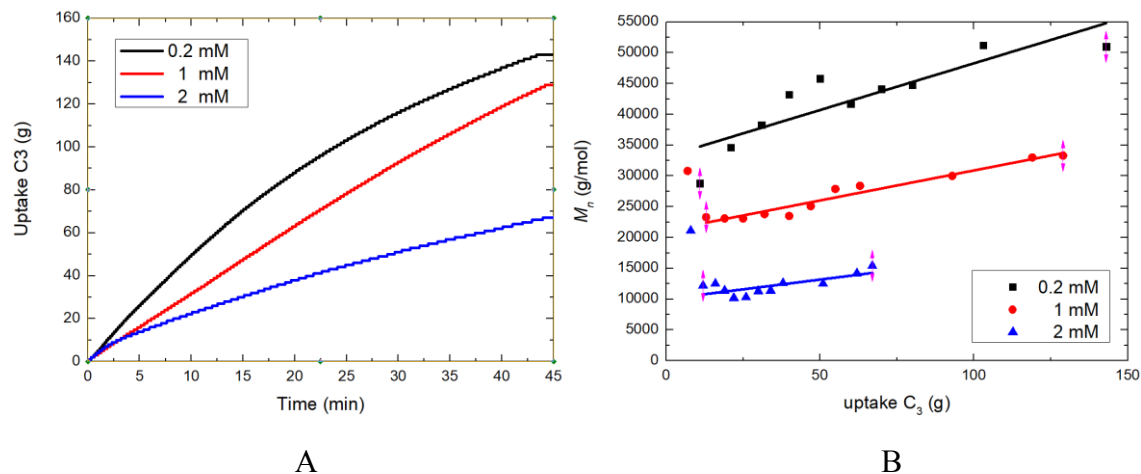 160
140
120
100
80
60
40
20
0
Uptake C3 (g)
0.2 mM
1 mM
2 mM
0 5 10 15 20 25 30 35 40 45
Time (min)
A
55000
50000
45000
40000
35000
30000
25000
20000
15000
10000
5000
0
Mn (g/mol)
0.2 mM
1 mM
2 mM
0 50 100 150
uptake C3 (g)
B